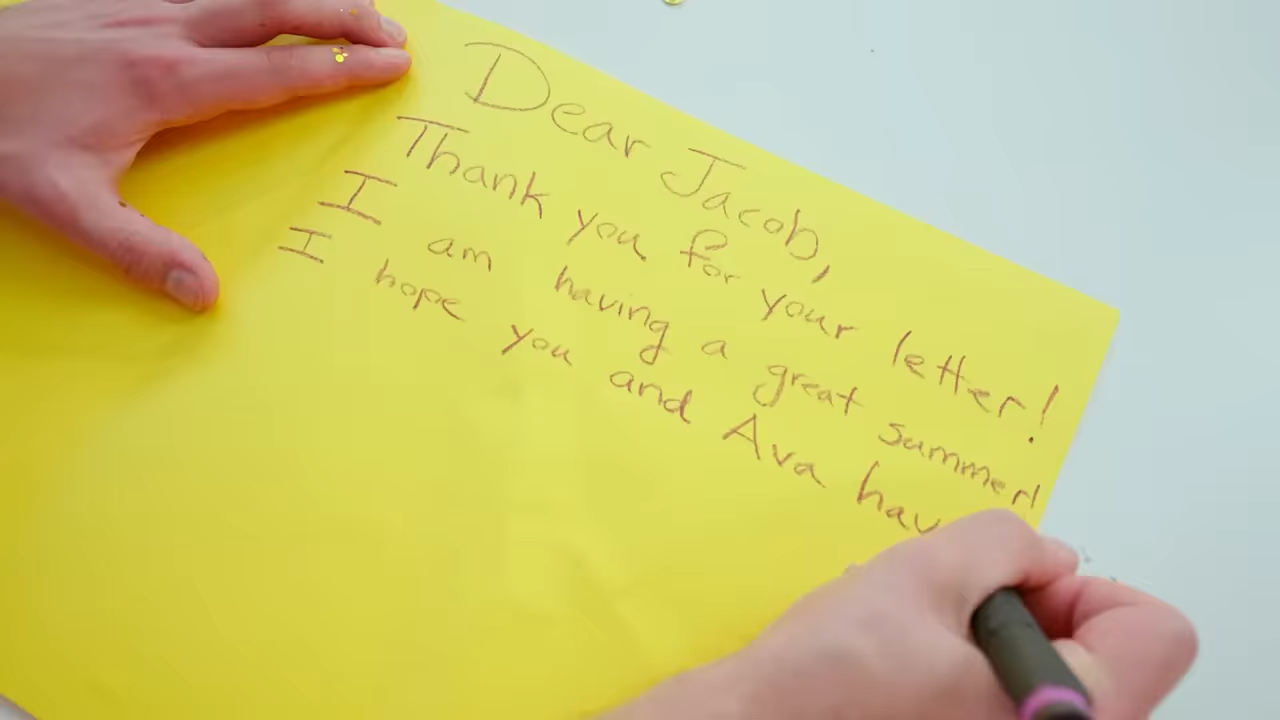 Dear Jacob,
Thank you for your letter!
I am having a great summer!
I hope you and Ava hav